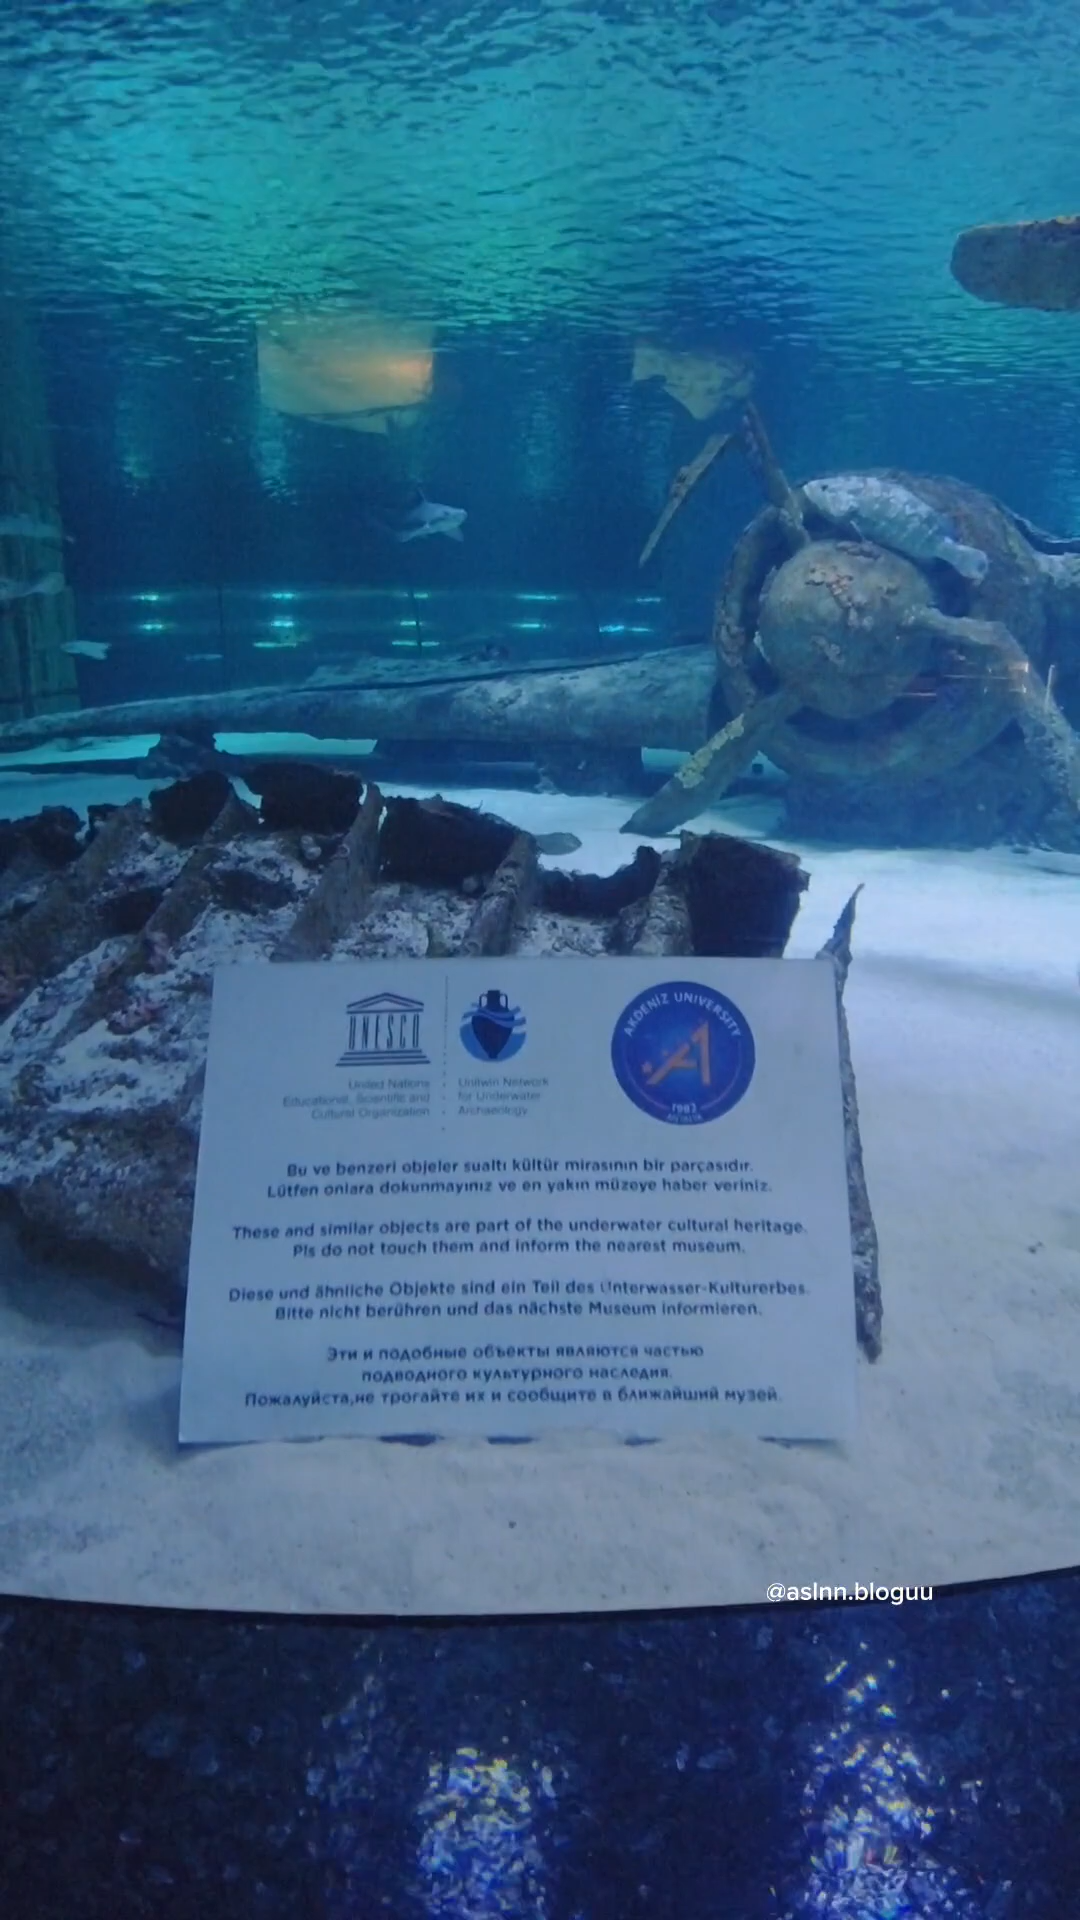 UNESCO
United Nations
Educational, Scientific and
Cultural Organization
Unitwin Network
for Underwater
Archaeology
AKDENİZ UNIVERSITY
1982
ANTALYA
Bu ve benzeri objeler sualtı kültür mirasının bir parçasıdır.
Lütfen onlara dokunmayınız ve en yakın müzeye haber veriniz.
These and similar objects are part of the underwater cultural heritage.
Pls do not touch them and inform the nearest museum.
Diese und ähnliche Objekte sind ein Teil des Unterwasser-Kulturerbes.
Bitte nicht berühren und das nächste Museum informieren.
Эти и подобные объекты являются частью
подводного культурного наследия.
Пожалуйста,не трогайте их и сообщите в ближайший музей.
@aslnn.bloguu